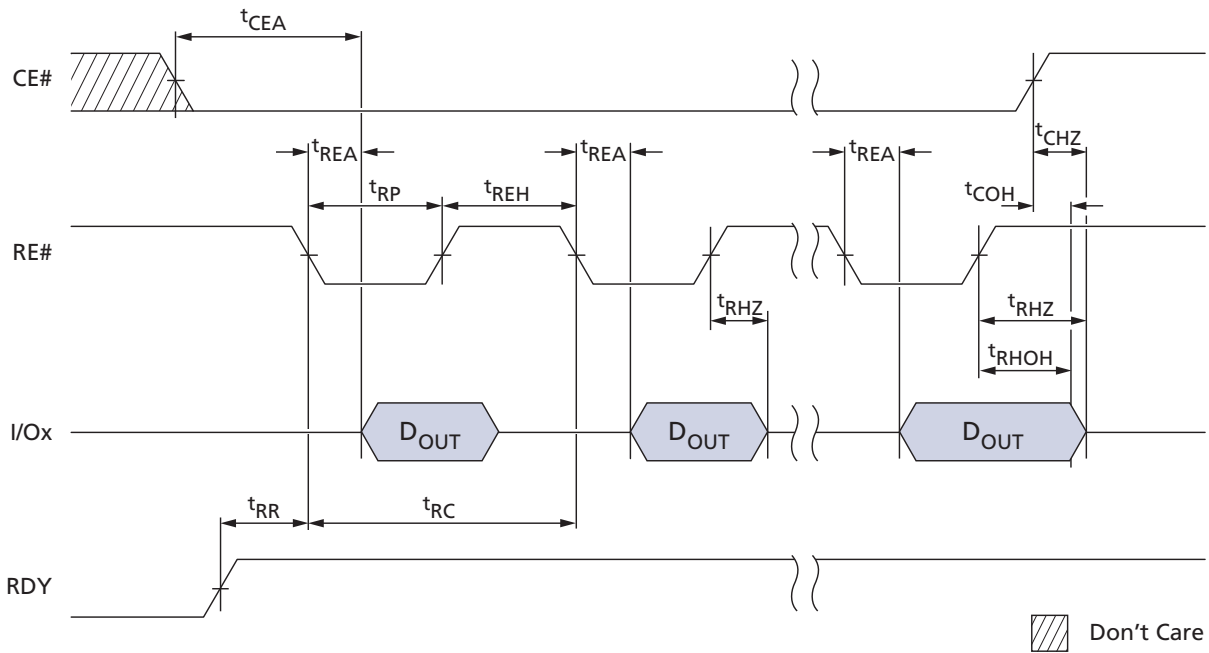 tCEA
CE#
tCHZ
tREA
tREA
tREA
tRP
tREH
tCOH
RE#
tRHZ
tRHZ
tRHOH
I/Ox
DOUT
DOUT
DOUT
tRR
tRC
RDY
Don't Care